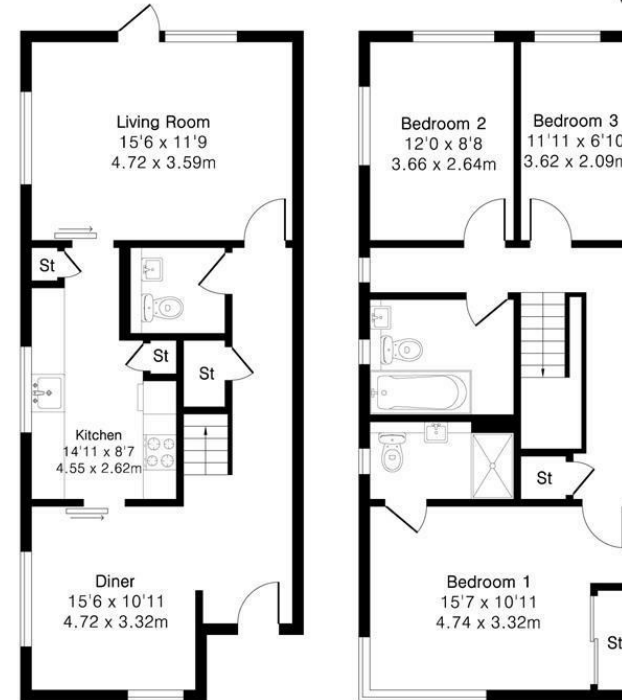 Living Room
15'6 x 11'9
4.72 x 3.59m
St
St
St
Kitchen
14'11 x 8'7
4.55 x 2.62m
Diner
15'6 x 10'11
4.72 x 3.32m
Bedroom 2
12'0 x 8'8
3.66 x 2.64m
Bedroom 3
11'11 x 6'10
3.62 x 2.09m
St
Bedroom 1
15'7 x 10'11
4.74 x 3.32m
St